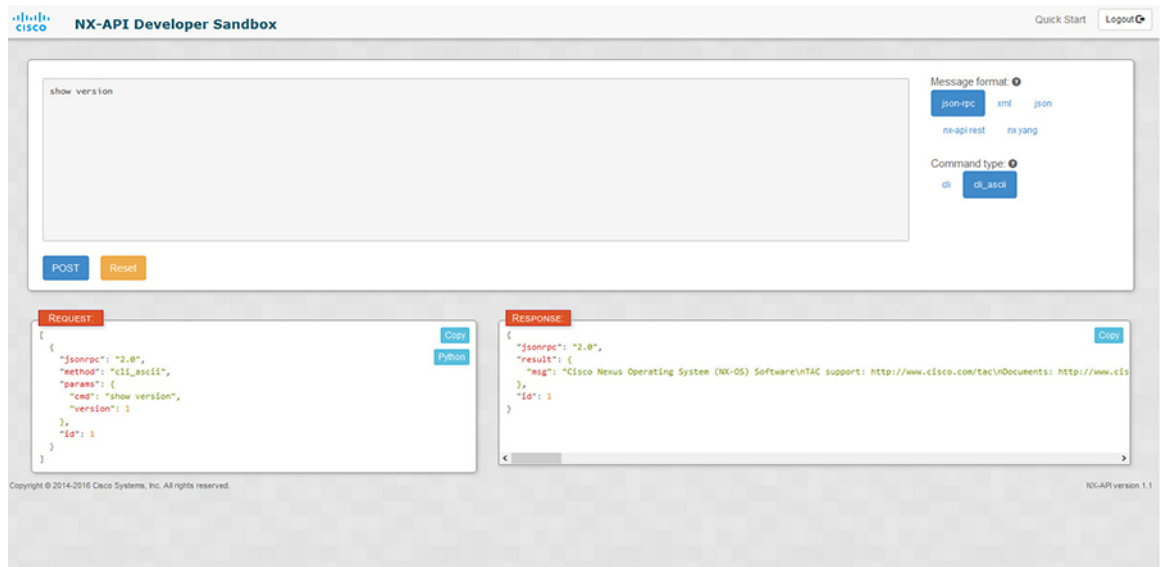 CISCO
NX-API Developer Sandbox
Quick Start
Logout
show version
Message format:
json-rpc xml json
nx-api rest nx yang
Command type:
cli cli_ascii
POST Reset
REQUEST:
Copy
Python
[
  {
    "jsonrpc": "2.0",
    "method": "cli_ascii",
    "params": {
      "cmd": "show version",
      "version": 1
    },
    "id": 1
  }
]
RESPONSE:
Copy
{
  "jsonrpc": "2.0",
  "result": {
    "msg": "Cisco Nexus Operating System (NX-OS) Software\nTAC support: http://www.cisco.com/tac\nDocuments: http://www.cis
  },
  "id": 1
}
Copyright © 2014-2016 Cisco Systems, Inc. All rights reserved.
NX-API version 1.1